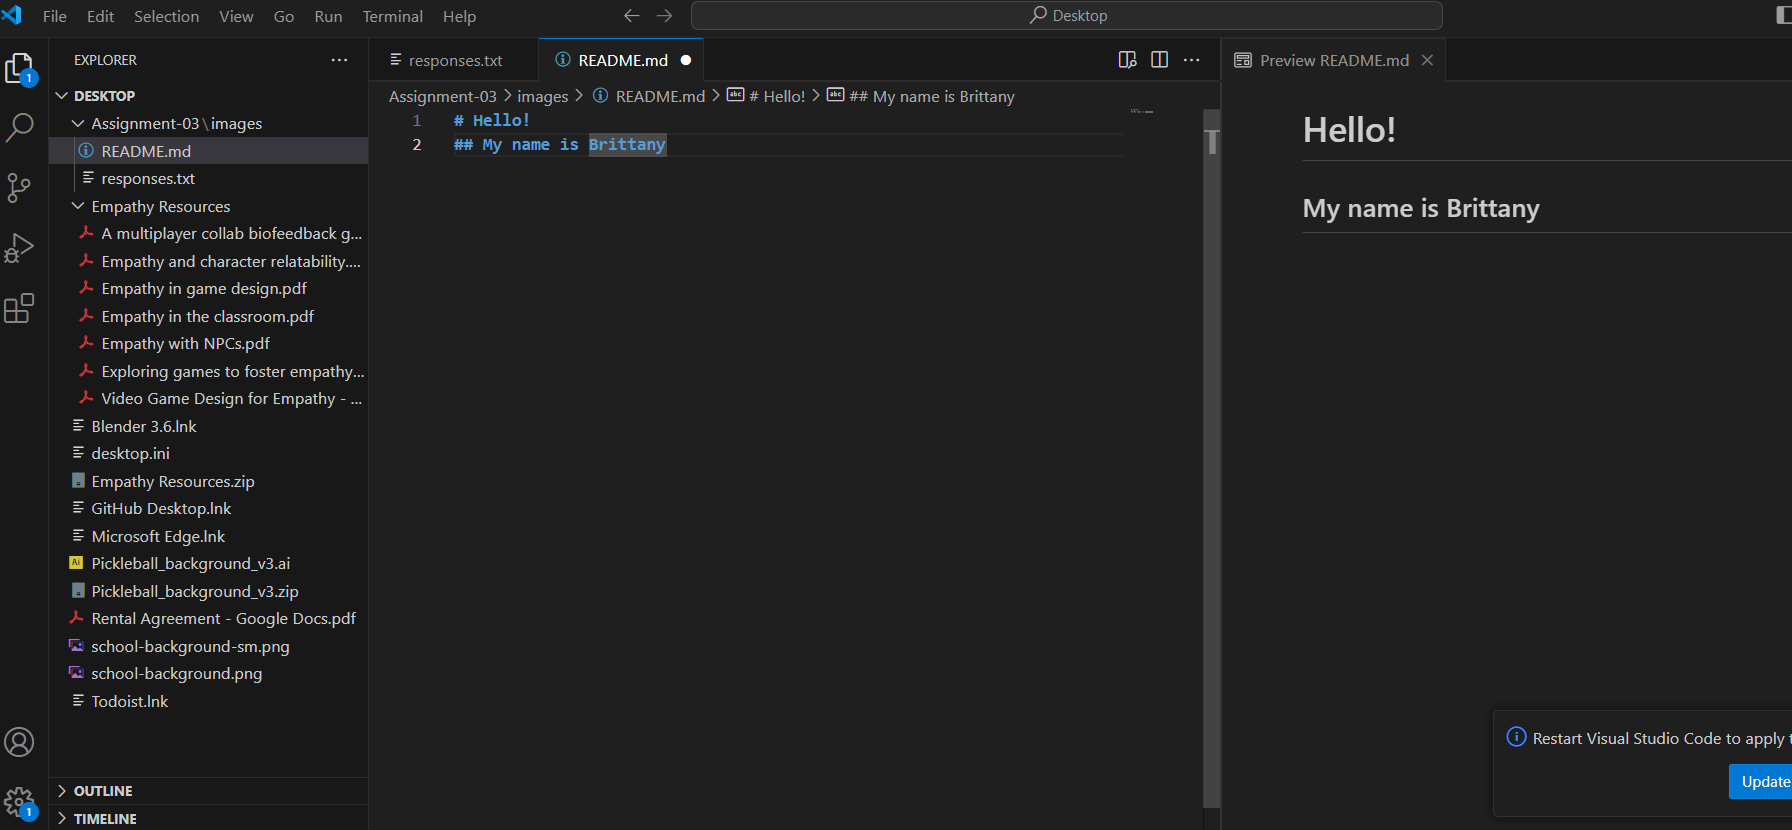 File Edit Selection View Go Run Terminal Help
Desktop
EXPLORER
1
DESKTOP
Assignment-03\images
README.md
responses.txt
Empathy Resources
A multiplayer collab biofeedback g...
Empathy and character relatability....
Empathy in game design.pdf
Empathy in the classroom.pdf
Empathy with NPCs.pdf
Exploring games to foster empathy...
Video Game Design for Empathy - ...
Blender 3.6.lnk
desktop.ini
Empathy Resources.zip
GitHub Desktop.lnk
Microsoft Edge.lnk
Ai Pickleball_background_v3.ai
Pickleball_background_v3.zip
Rental Agreement - Google Docs.pdf
school-background-sm.png
school-background.png
Todoist.lnk
OUTLINE
1
TIMELINE
responses.txt README.md
Assignment-03 > images > README.md > abc # Hello! > abc ## My name is Brittany
1 # Hello!
2 ## My name is Brittany
Preview README.md
Hello!
My name is Brittany
Restart Visual Studio Code to apply
Update